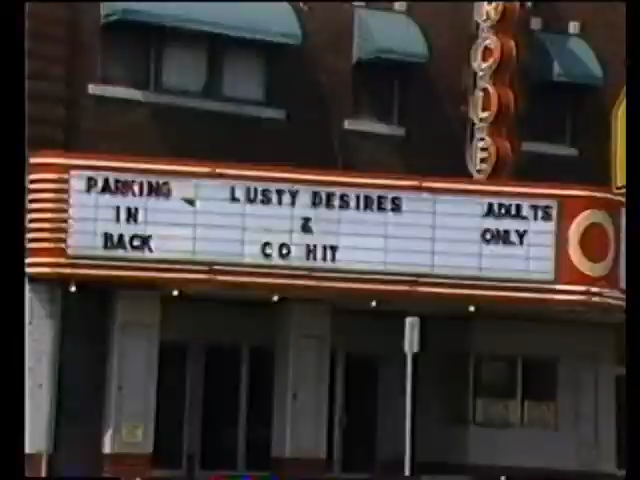 PARKING
IN
BACK
LUSTY DESIRES
&
CO HIT
ADULTS
ONLY